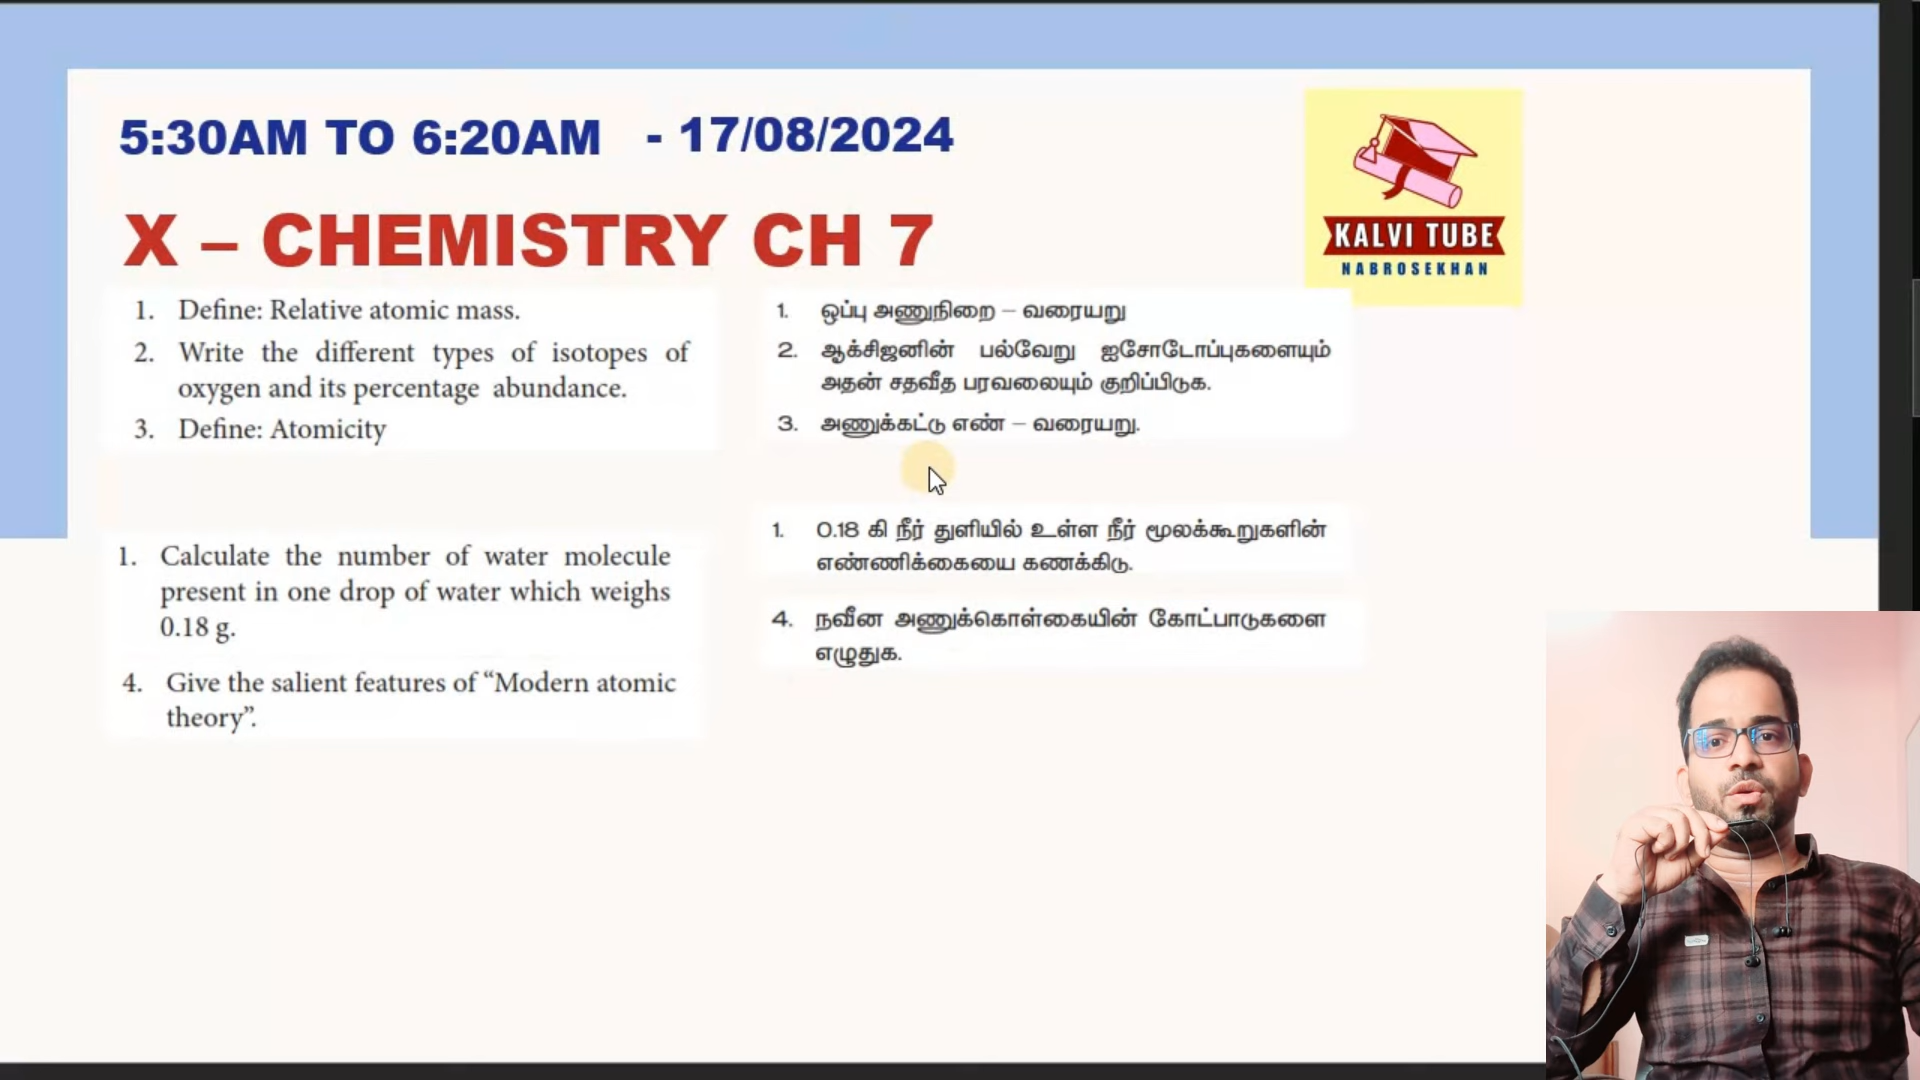 5:30AM TO 6:20AM - 17/08/2024
X – CHEMISTRY CH 7
KALVI TUBE
NABROSEKHAN
1. Define: Relative atomic mass.
2. Write the different types of isotopes of
oxygen and its percentage abundance.
3. Define: Atomicity
1. Calculate the number of water molecule
present in one drop of water which weighs
0.18 g.
4. Give the salient features of “Modern atomic
theory”.
1. ஒப்பு அணுநிறை – வரையறு
2. ஆக்சிஜனின் பல்வேறு ஐசோடோப்புகளையும்
அதன் சதவீத பரவலையும் குறிப்பிடுக.
3. அணுக்கட்டு எண் – வரையறு.
1. 0.18 கி நீர் துளியில் உள்ள நீர் மூலக்கூறுகளின்
எண்ணிக்கையை கணக்கிடு.
4. நவீன அணுக்கொள்கையின் கோட்பாடுகளை
எழுதுக.